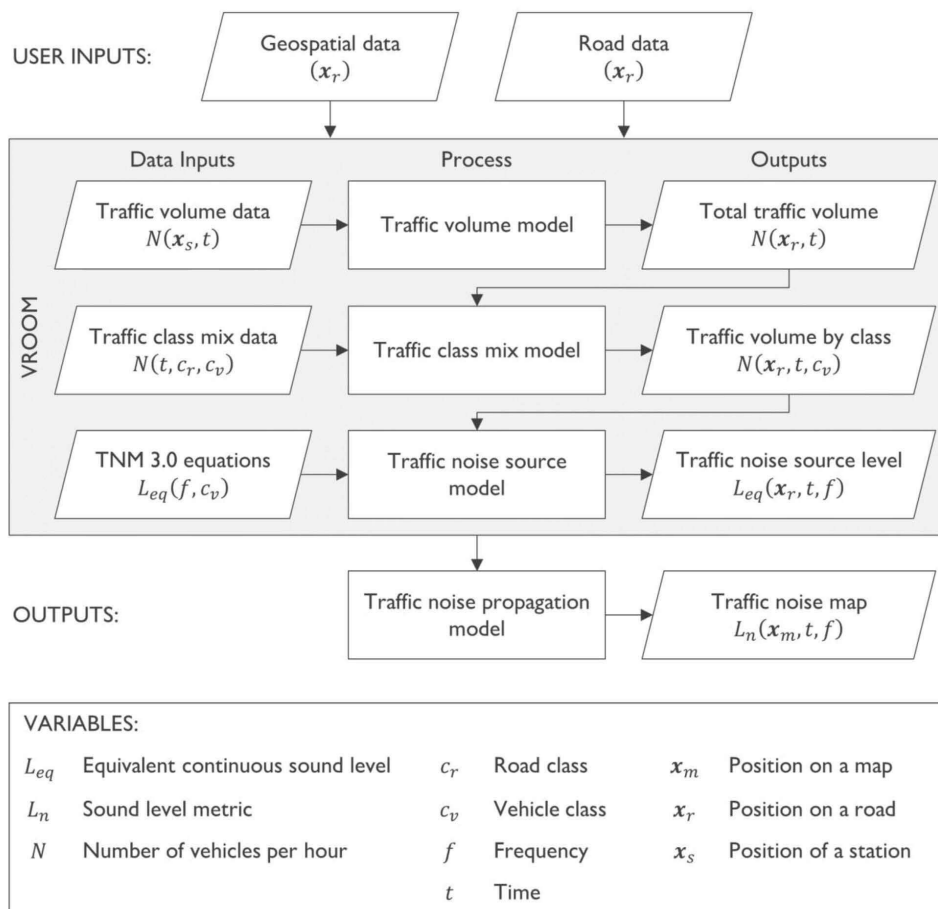 USER INPUTS:
Geospatial data
(𝒙_r)
Road data
(𝒙_r)
VROOM
Data Inputs
Process
Outputs
Traffic volume data
N(𝒙_s, t)
Traffic volume model
Total traffic volume
N(𝒙_r, t)
Traffic class mix data
N(t, c_r, c_v)
Traffic class mix model
Traffic volume by class
N(𝒙_r, t, c_v)
TNM 3.0 equations
L_eq(f, c_v)
Traffic noise source
model
Traffic noise source level
L_eq(𝒙_r, t, f)
OUTPUTS:
Traffic noise propagation
model
Traffic noise map
L_n(𝒙_m, t, f)
VARIABLES:
L_eq Equivalent continuous sound level
L_n Sound level metric
N Number of vehicles per hour
c_r Road class
c_v Vehicle class
f Frequency
t Time
𝒙_m Position on a map
𝒙_r Position on a road
𝒙_s Position of a station